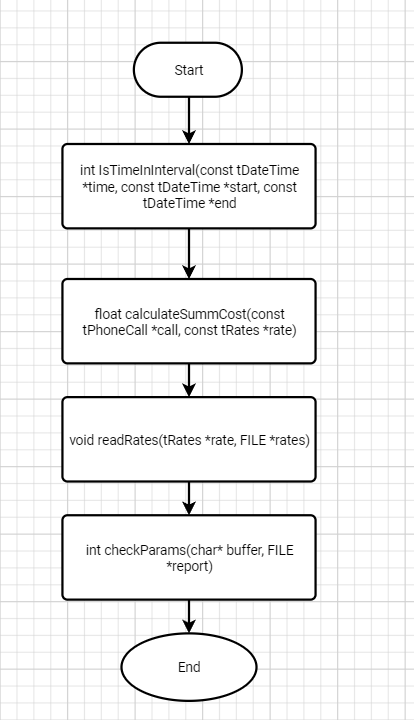 Start
int IsTimeInInterval(const tDateTime
*time, const tDateTime *start, const
tDateTime *end
float calculateSummCost(const
tPhoneCall *call, const tRates *rate)
void readRates(tRates *rate, FILE *rates)
int checkParams(char* buffer, FILE
*report)
End